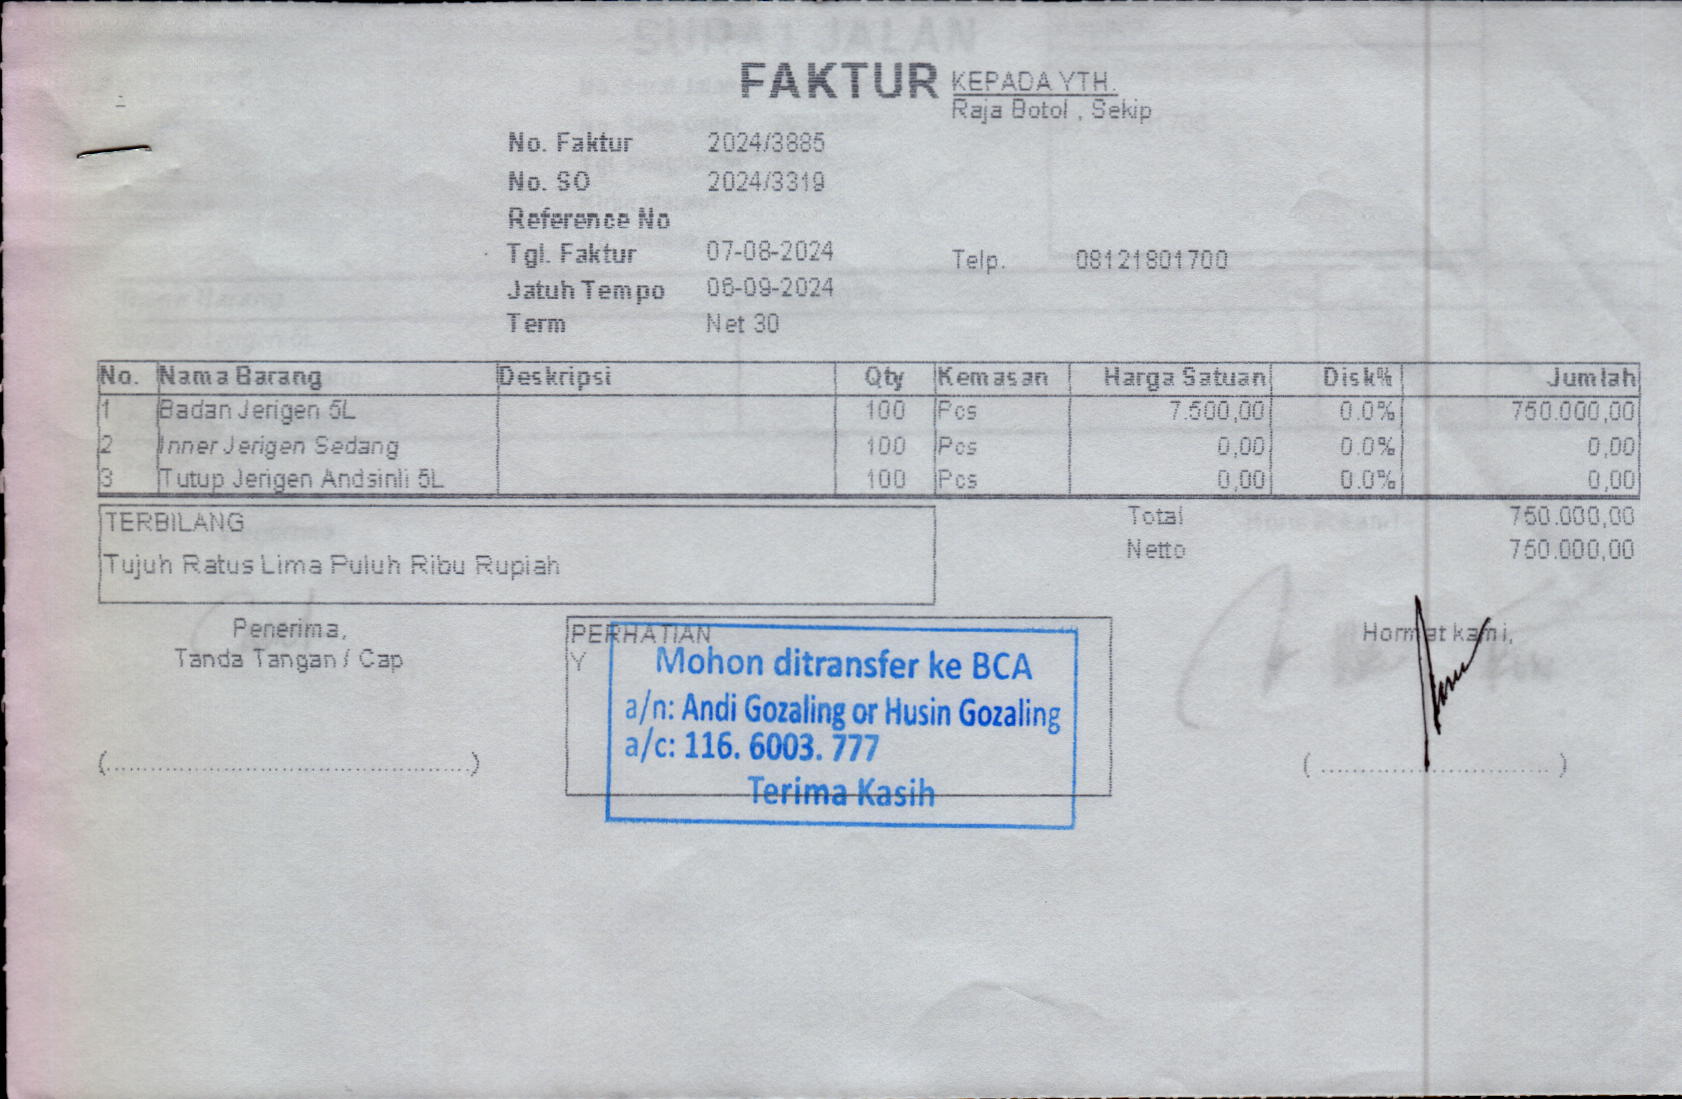 FAKTUR
KEPADA YTH.
Raja Botol , Sekip
No. Faktur 2024/3885
No. SO 2024/3319
Reference No
Tgl. Faktur 07-08-2024
Telp. 08121801700
Jatuh Tempo 06-09-2024
Term Net 30
No. Nama Barang Deskripsi Qty Kemasan Harga Satuan Disk% Jumlah
1 Badan Jerigen 5L 100 Pcs 7.500,00 0.0% 750.000,00
2 Inner Jerigen Sedang 100 Pcs 0,00 0.0% 0,00
3 Tutup Jerigen Andsinli 5L 100 Pcs 0,00 0.0% 0,00
TERBILANG
Tujuh Ratus Lima Puluh Ribu Rupiah
Total 750.000,00
Netto 750.000,00
Penerima,
Tanda Tangan / Cap
(................................................)
PERHATIAN
Y
Mohon ditransfer ke BCA
a/n: Andi Gozaling or Husin Gozaling
a/c: 116. 6003. 777
Terima Kasih
Hormat kami,
( .............................. )
SURAT JALAN